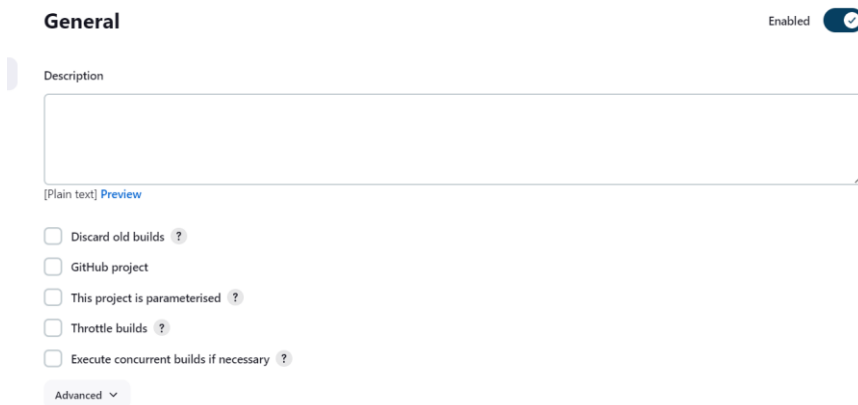 General
Enabled
Description
[Plain text] Preview
Discard old builds ?
GitHub project
This project is parameterised ?
Throttle builds ?
Execute concurrent builds if necessary ?
Advanced